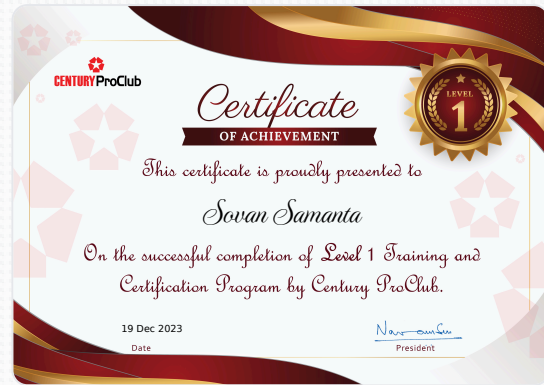 CENTURY ProClub
LEVEL
1
Certificate
OF ACHIEVEMENT
This certificate is proudly presented to
Sovan Samanta
On the successful completion of Level 1 Training and
Certification Program by Century ProClub.
19 Dec 2023
Date
President